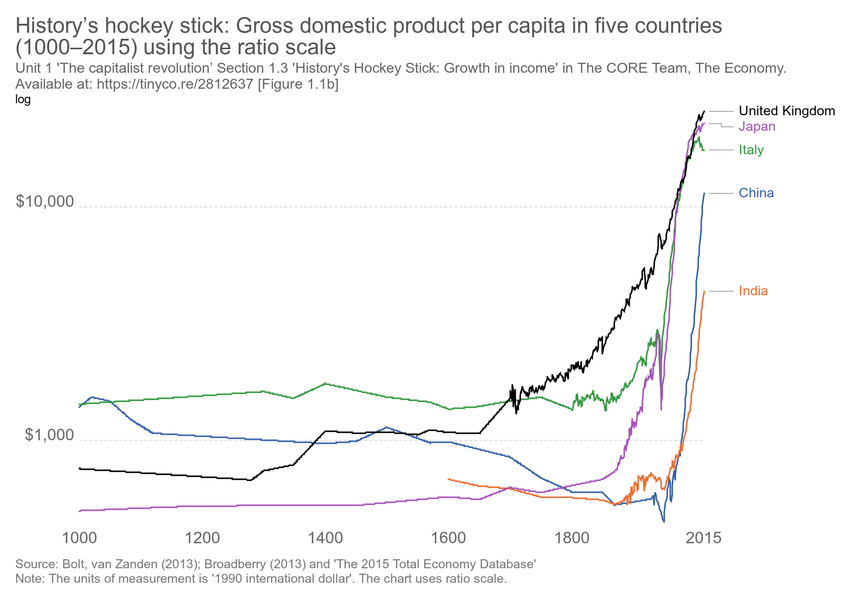 History’s hockey stick: Gross domestic product per capita in five countries
(1000–2015) using the ratio scale
Unit 1 'The capitalist revolution’ Section 1.3 'History's Hockey Stick: Growth in income' in The CORE Team, The Economy.
Available at: https://tinyco.re/2812637 [Figure 1.1b]
log
United Kingdom
Japan
Italy
China
$10,000
India
$1,000
1000 1200 1400 1600 1800 2015
Source: Bolt, van Zanden (2013); Broadberry (2013) and 'The 2015 Total Economy Database'
Note: The units of measurement is '1990 international dollar'. The chart uses ratio scale.